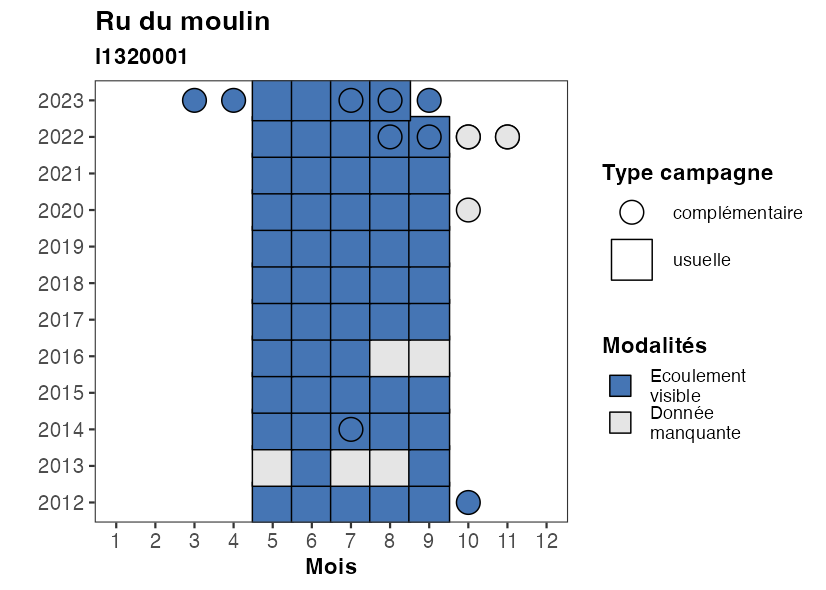 Ru du moulin
I1320001
2023
2022
2021
2020
2019
2018
2017
2016
2015
2014
2013
2012
1 2 3 4 5 6 7 8 9 10 11 12
Mois
Type campagne
complémentaire
usuelle
Modalités
Ecoulement
visible
Donnée
manquante